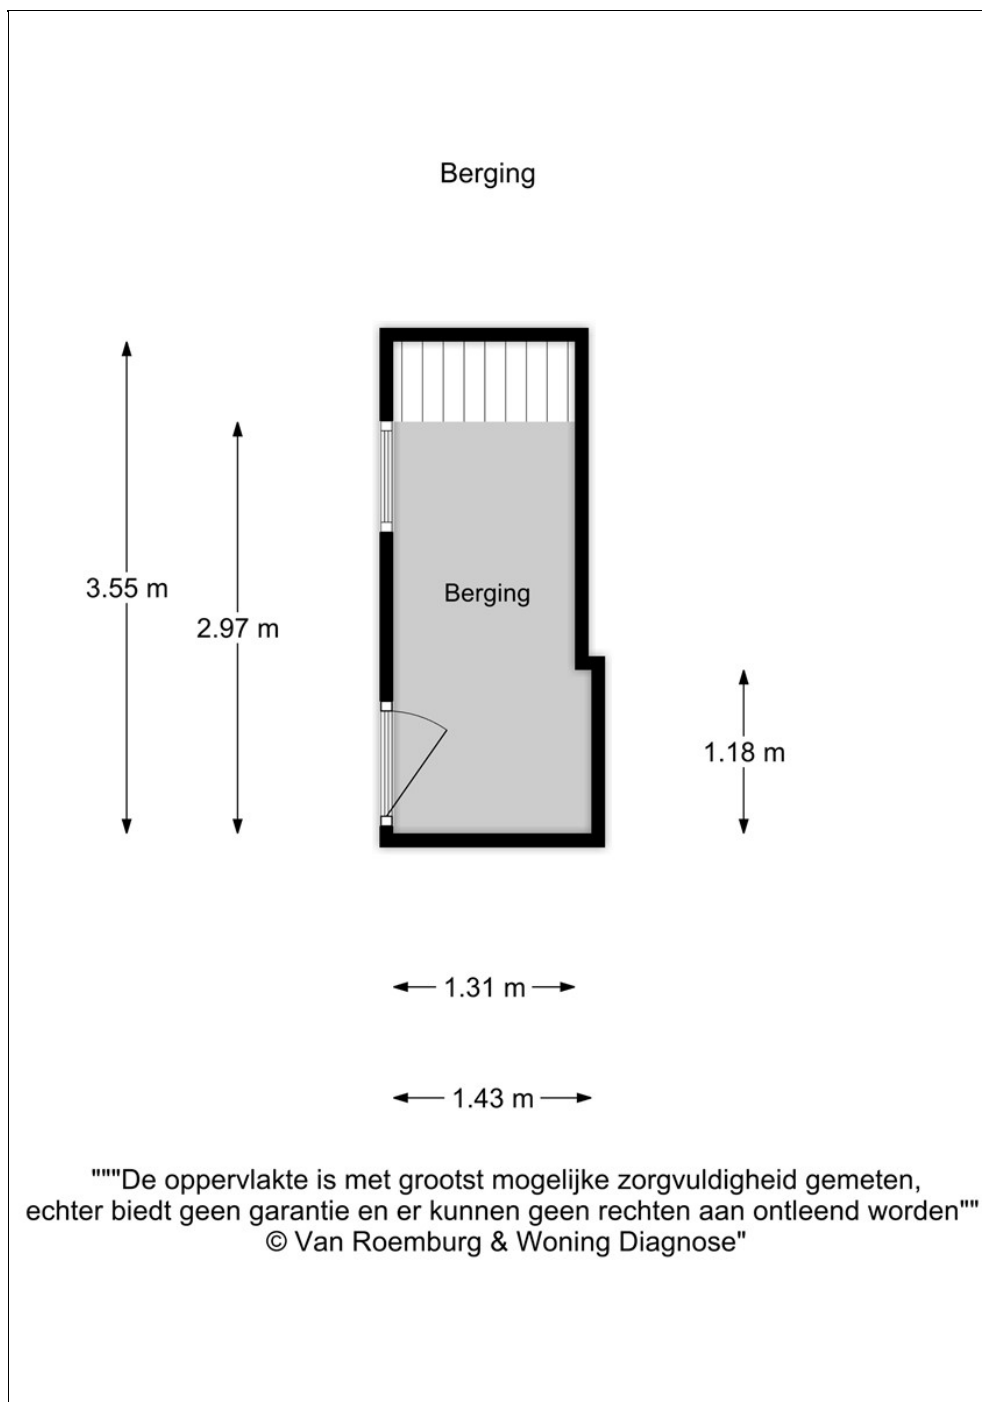 Berging
3.55 m
2.97 m
Berging
1.18 m
1.31 m
1.43 m
"""De oppervlakte is met grootst mogelijke zorgvuldigheid gemeten,
echter biedt geen garantie en er kunnen geen rechten aan ontleend worden""
© Van Roemburg & Woning Diagnose"